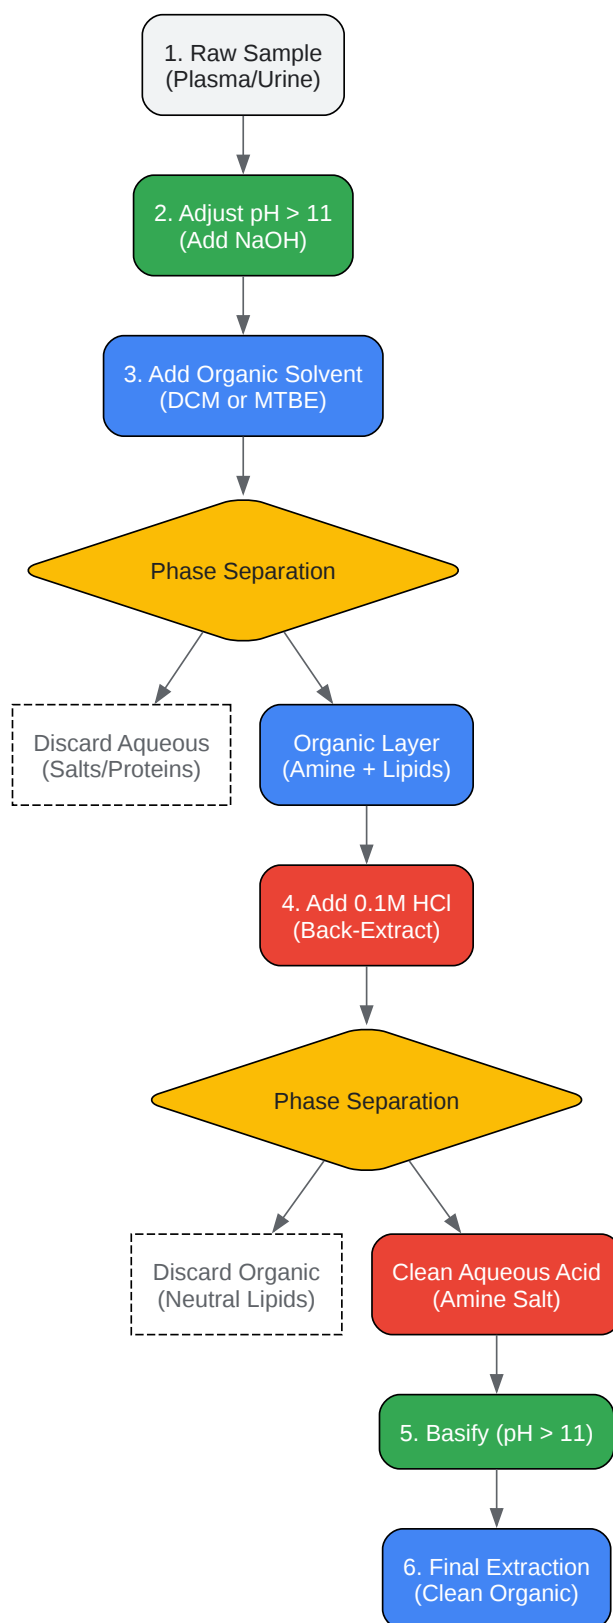 1. Raw Sample
(Plasma/Urine)
2. Adjust pH > 11
(Add NaOH)
3. Add Organic Solvent
(DCM or MTBE)
Phase Separation
Discard Aqueous
(Salts/Proteins)
Organic Layer
(Amine + Lipids)
4. Add 0.1M HCl
(Back-Extract)
Phase Separation
Discard Organic
(Neutral Lipids)
Clean Aqueous Acid
(Amine Salt)
5. Basify (pH > 11)
6. Final Extraction
(Clean Organic)